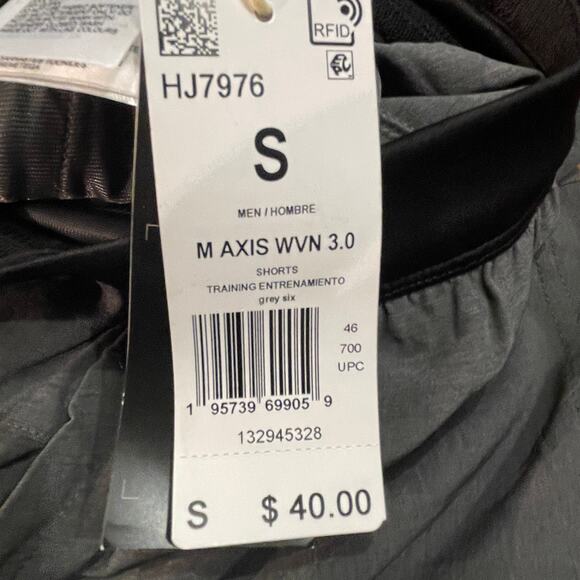 RFID
HJ7976
S
MEN / HOMBRE
M AXIS WVN 3.0
SHORTS
TRAINING ENTRENAMIENTO
grey six
46
700
UPC
1 95739 69905 9
132945328
S $ 40.00